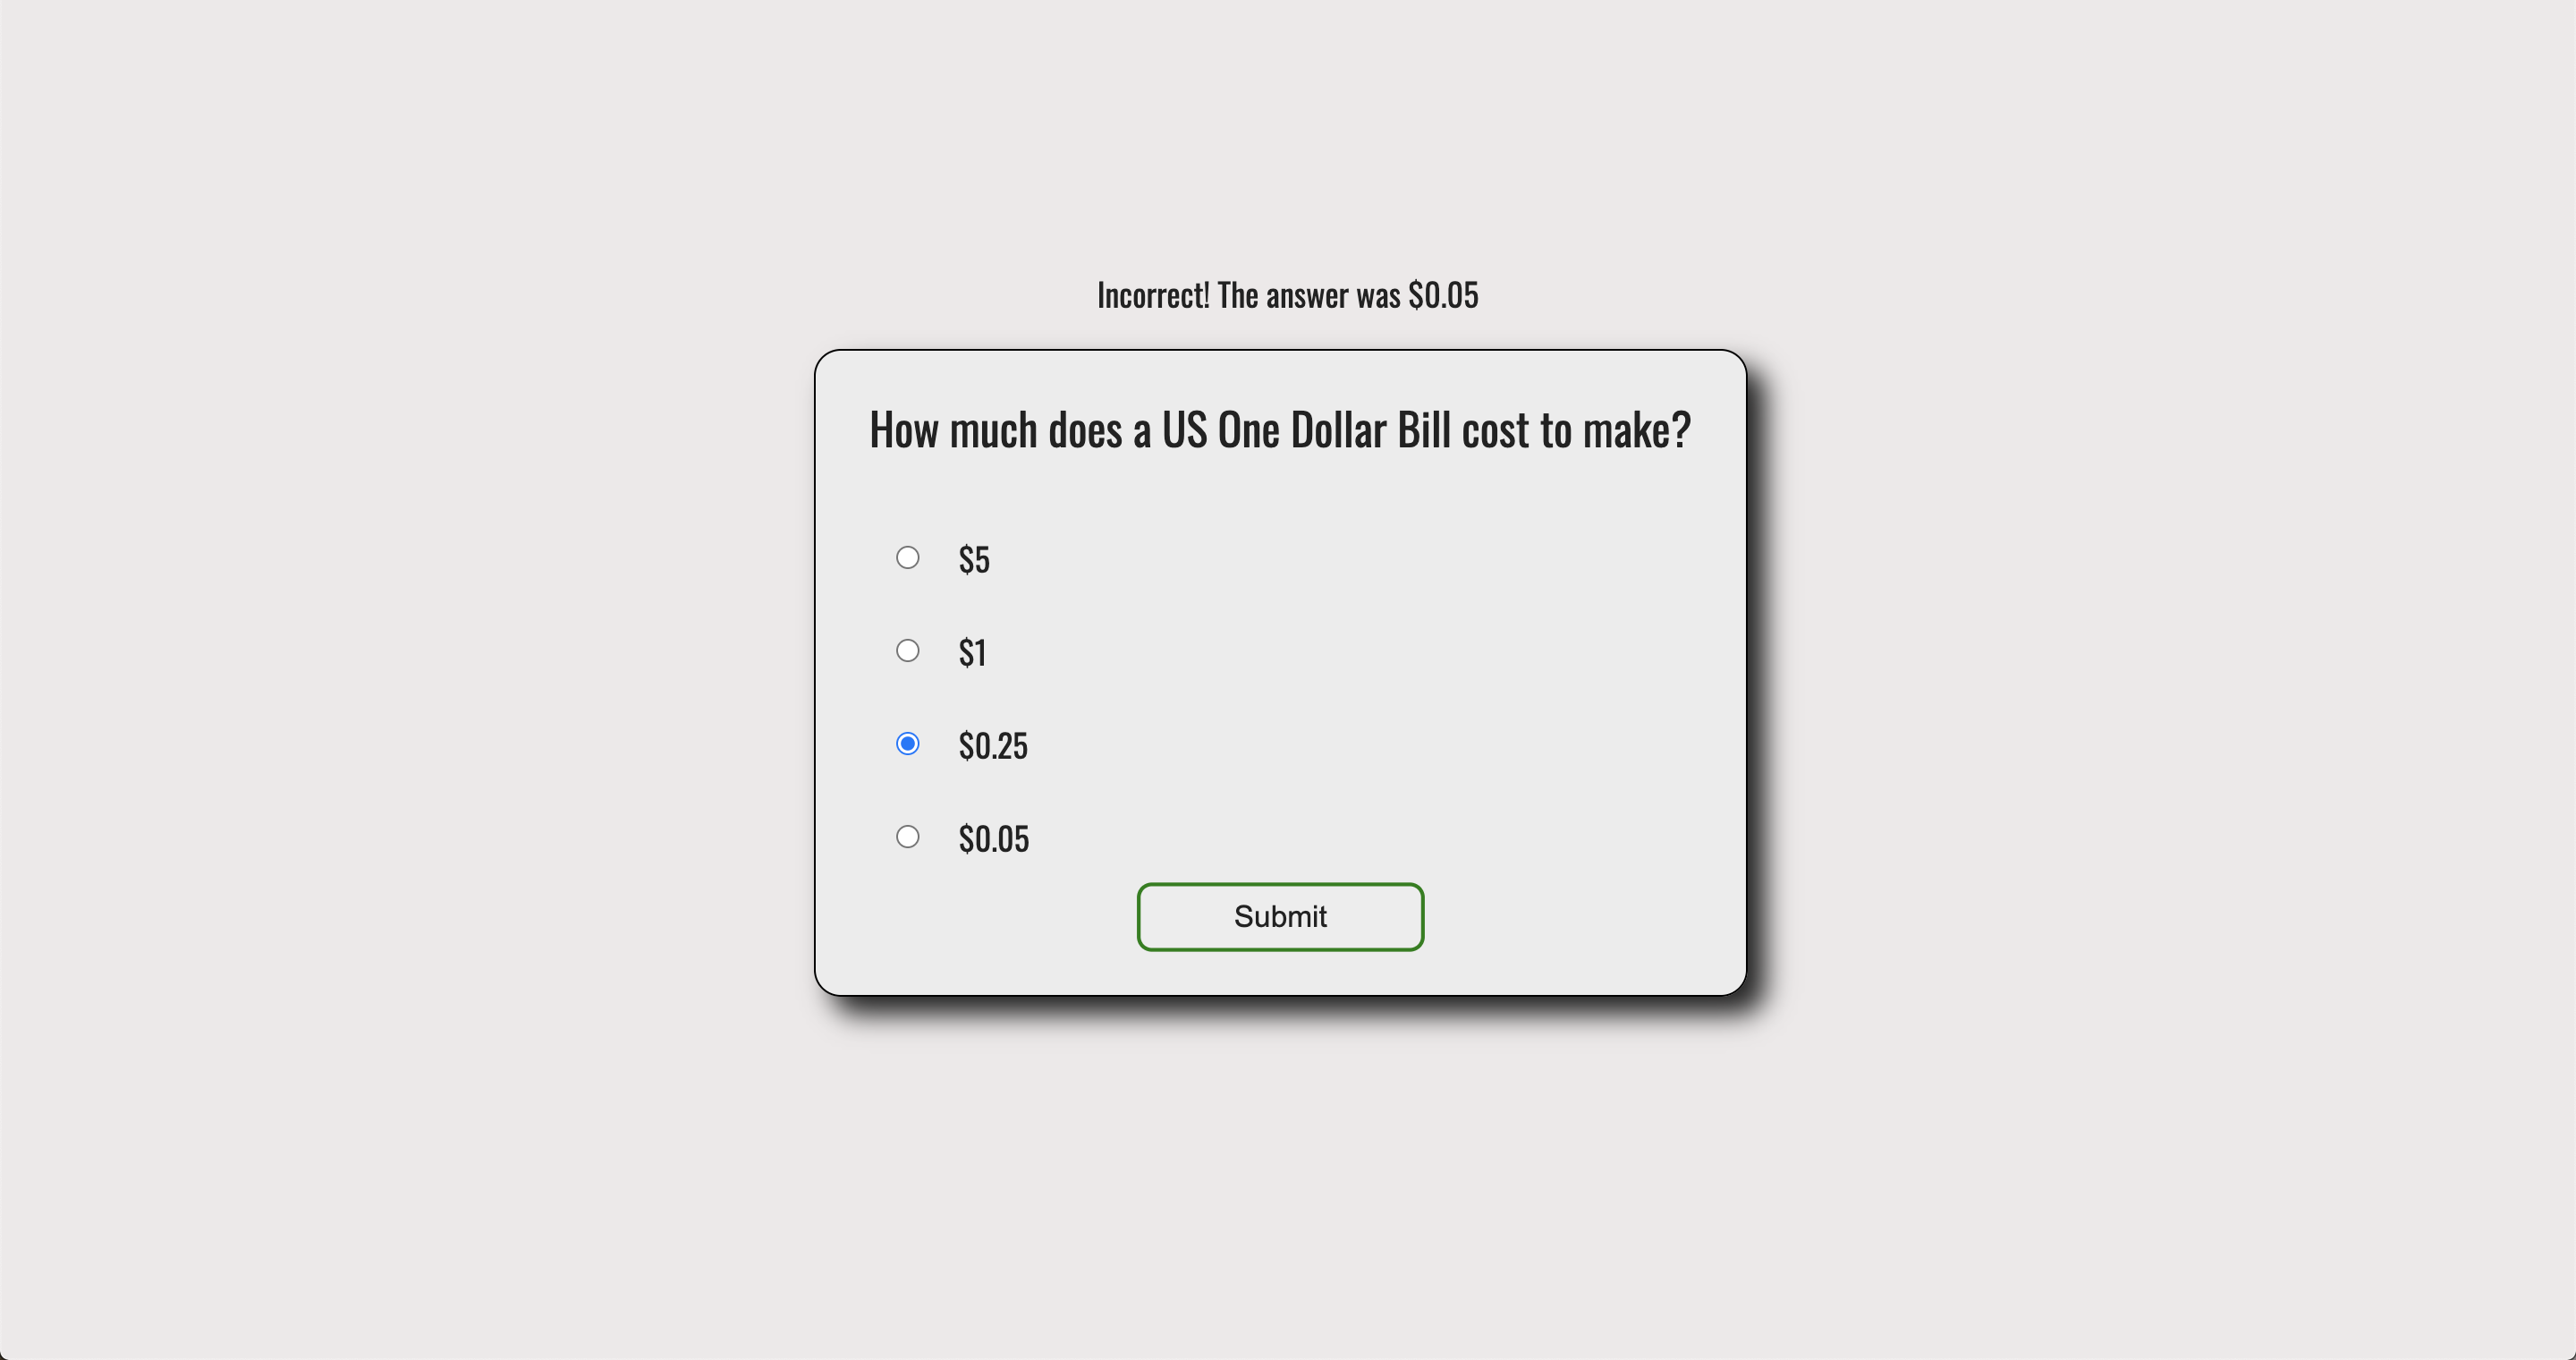 Incorrect! The answer was $0.05
How much does a US One Dollar Bill cost to make?
$5
$1
$0.25
$0.05
Submit